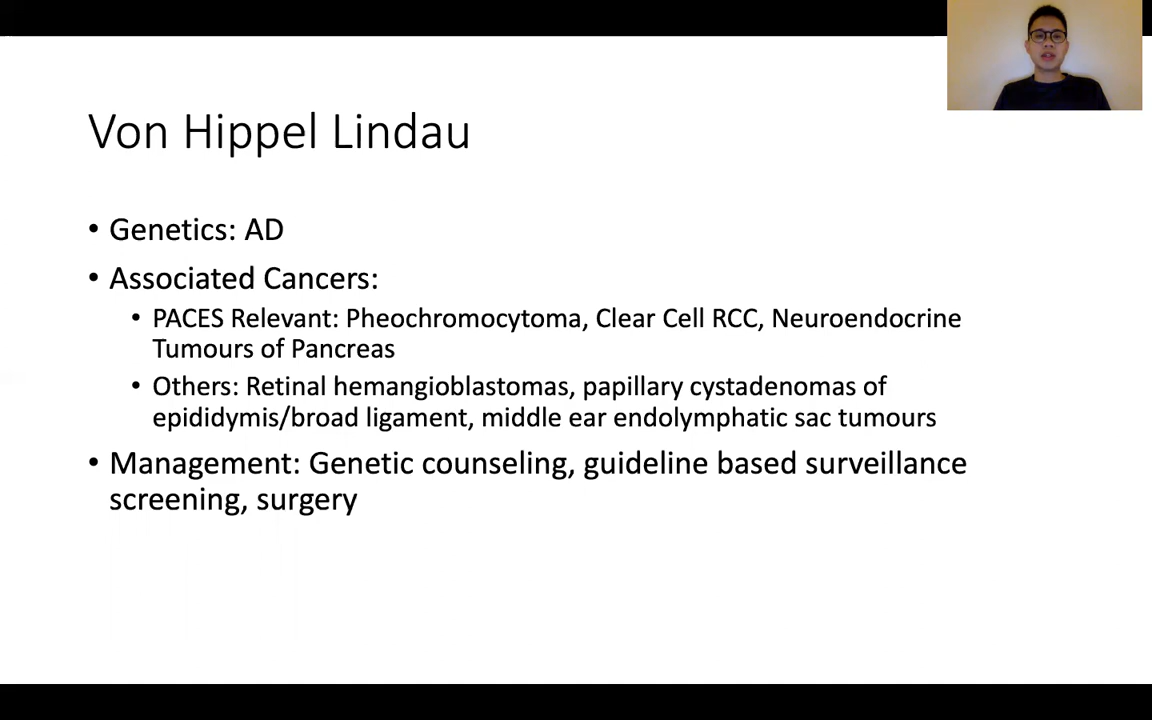 Von Hippel Lindau
• Genetics: AD
• Associated Cancers:
• PACES Relevant: Pheochromocytoma, Clear Cell RCC, Neuroendocrine
Tumours of Pancreas
• Others: Retinal hemangioblastomas, papillary cystadenomas of
epididymis/broad ligament, middle ear endolymphatic sac tumours
• Management: Genetic counseling, guideline based surveillance
screening, surgery